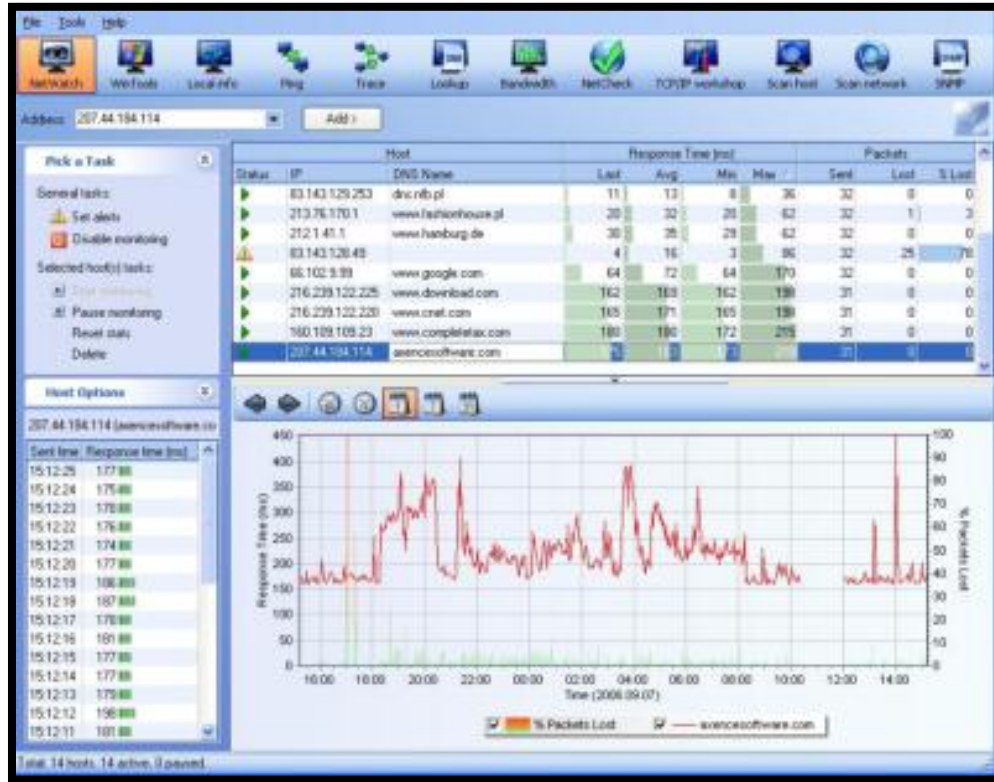 File Tools Help
NetWatch WinTools Local info Ping Trace Lookup Bandwidth NetCheck TCP/IP workshop Scan host Scan network SNMP
Address: 207.44.184.114 Add >
Pick a Task
General tasks:
Set alerts
Disable monitoring
Selected host(s) tasks:
Start monitoring
Pause monitoring
Reset stats
Delete
Host Response Time (ms) Packets
Status IP DNS Name Last Avg Min Max Sent Lost % Lost
83.143.129.253 dns.nfb.pl 11 13 8 36 32 0 0
213.76.170.1 www.fashionhouse.pl 20 32 20 62 32 1 3
212.1.41.1 www.hamburg.de 30 35 29 62 32 0 0
83.143.128.49 4 16 3 86 32 25 78
66.102.9.99 www.google.com 64 72 64 170 32 0 0
216.239.122.225 www.download.com 162 169 162 198 31 0 0
216.239.122.220 www.cnet.com 165 171 165 198 31 0 0
160.109.109.23 www.completetax.com 180 180 172 215 31 0 0
207.44.184.114 axencesoftware.com 31 0 0
Host Options
207.44.184.114 (axencesoftware.co
Sent time Response time (ms)
15:12:25 177
15:12:24 175
15:12:23 178
15:12:22 176
15:12:21 174
15:12:20 177
15:12:19 186
15:12:18 187
15:12:17 178
15:12:16 181
15:12:15 177
15:12:14 177
15:12:13 179
15:12:12 198
15:12:11 181
450
400
350
300
250
200
150
100
50
0
Response Time (ms)
100
90
80
70
60
50
40
30
20
10
0
% Packets Lost
16:00 18:00 20:00 22:00 00:00 02:00 04:00 06:00 08:00 10:00 12:00 14:00
Time (2006.09.07)
% Packets Lost axencesoftware.com
Total: 14 hosts, 14 active, 0 paused